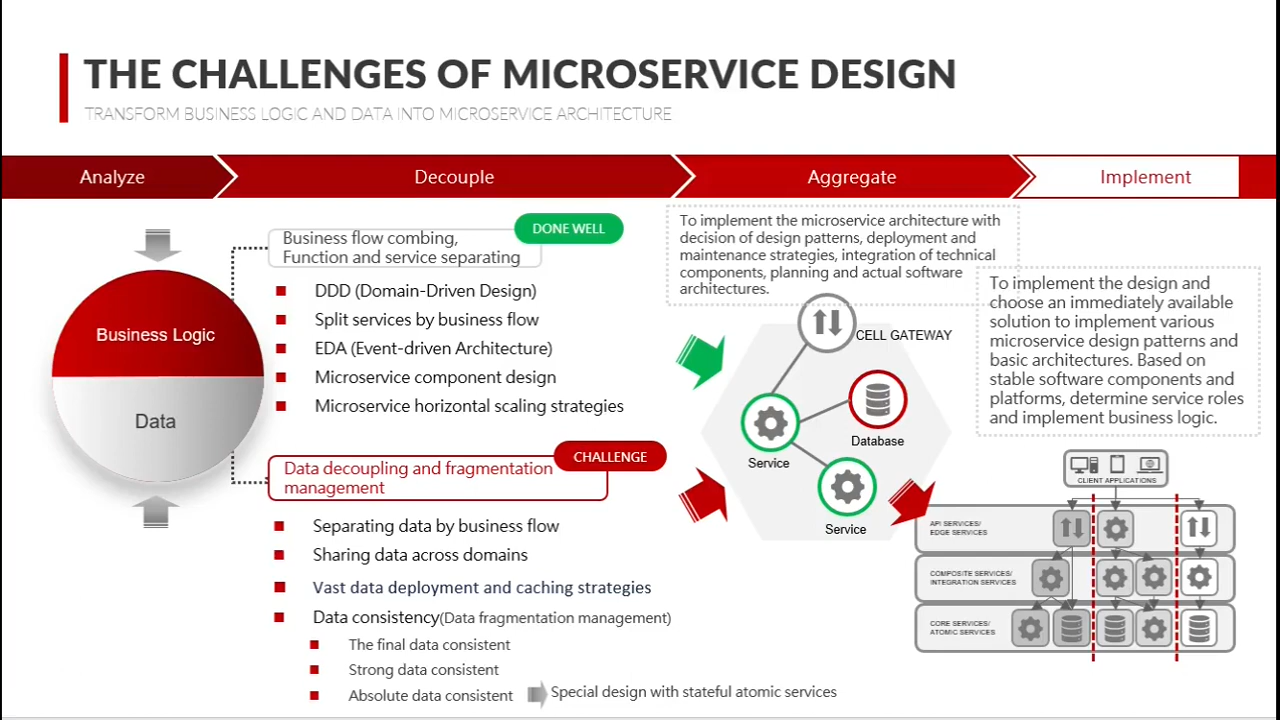 THE CHALLENGES OF MICROSERVICE DESIGN
TRANSFORM BUSINESS LOGIC AND DATA INTO MICROSERVICE ARCHITECTURE
Analyze
Decouple
Aggregate
Implement
Business Logic
Data
Business flow combing,
Function and service separating
DONE WELL
DDD (Domain-Driven Design)
Split services by business flow
EDA (Event-driven Architecture)
Microservice component design
Microservice horizontal scaling strategies
Data decoupling and fragmentation
management
CHALLENGE
Separating data by business flow
Sharing data across domains
Vast data deployment and caching strategies
Data consistency(Data fragmentation management)
The final data consistent
Strong data consistent
Absolute data consistent
Special design with stateful atomic services
To implement the microservice architecture with
decision of design patterns, deployment and
maintenance strategies, integration of technical
components, planning and actual software
architectures.
CELL GATEWAY
Database
Service
Service
To implement the design and
choose an immediately available
solution to implement various
microservice design patterns and
basic architectures. Based on
stable software components and
platforms, determine service roles
and implement business logic.
CLIENT APPLICATIONS
API SERVICES/
EDGE SERVICES
COMPOSITE SERVICES/
INTEGRATION SERVICES
CORE SERVICES/
ATOMIC SERVICES